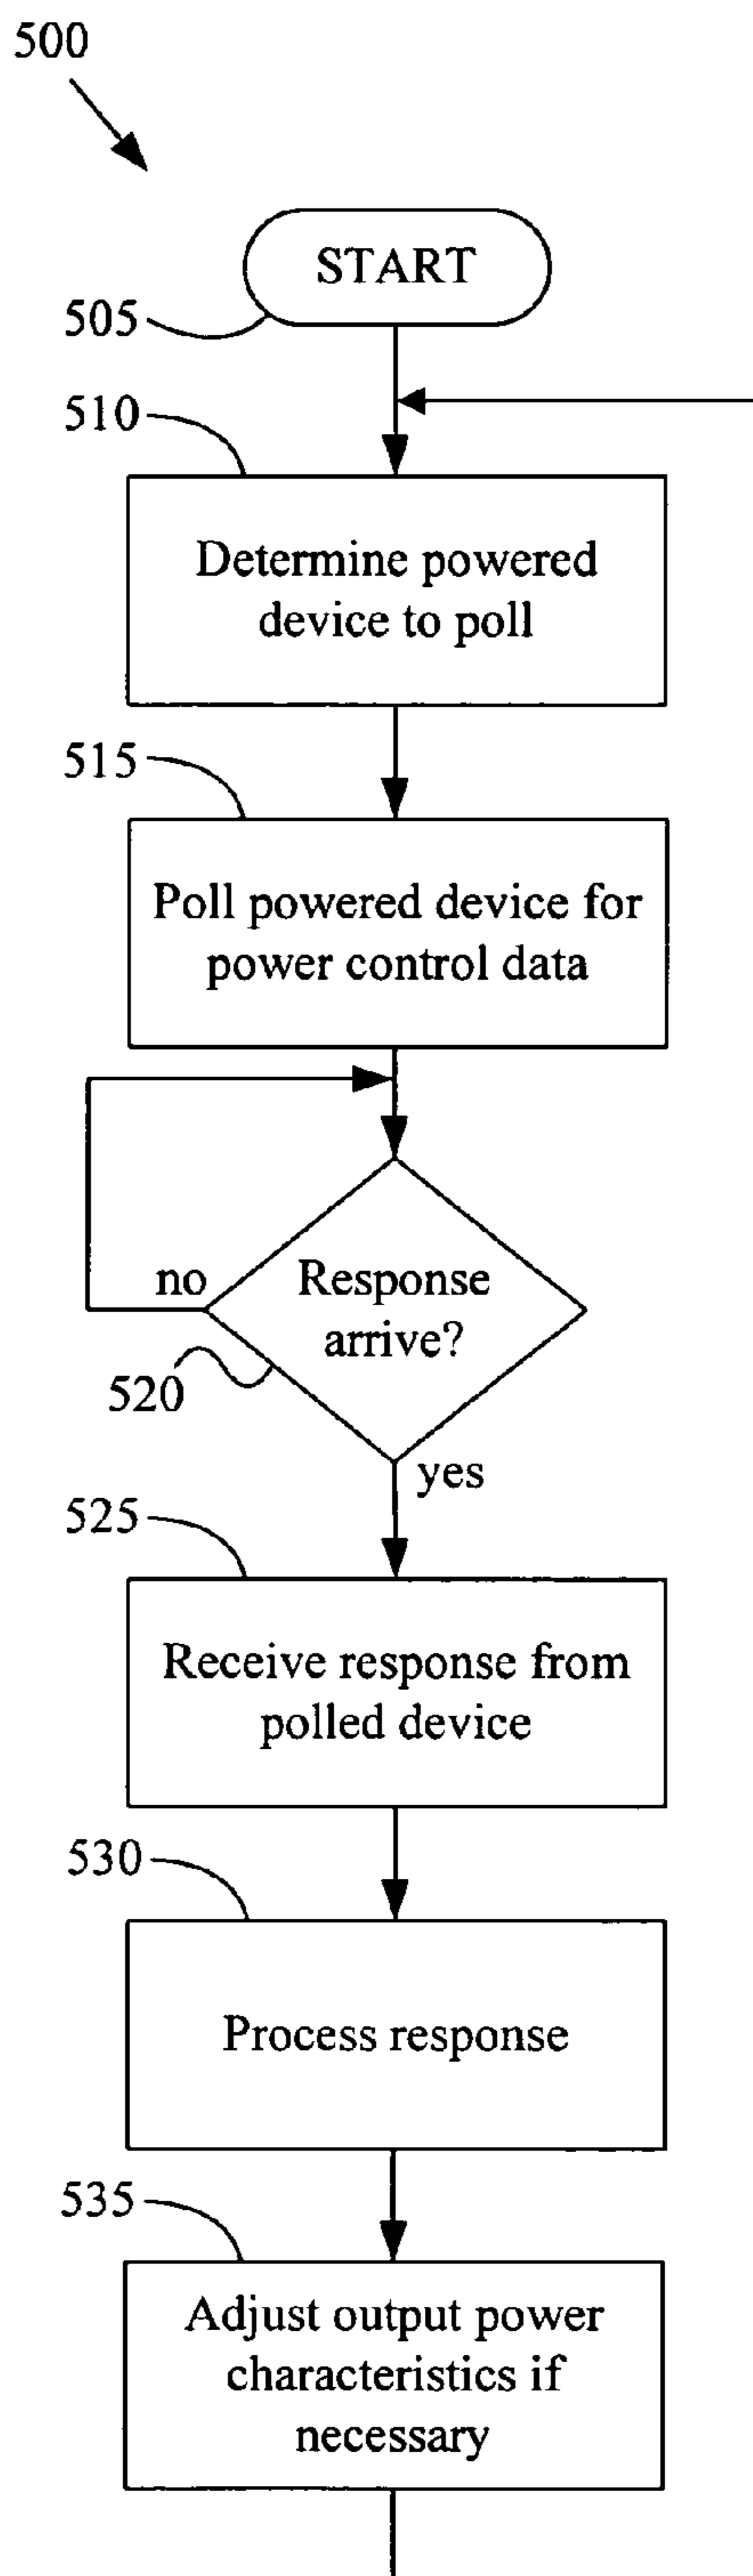 500
START
505
510
Determine powered
device to poll
515
Poll powered device for
power control data
no
Response
arrive?
520
yes
525
Receive response from
polled device
530
Process response
535
Adjust output power
characteristics if
necessary